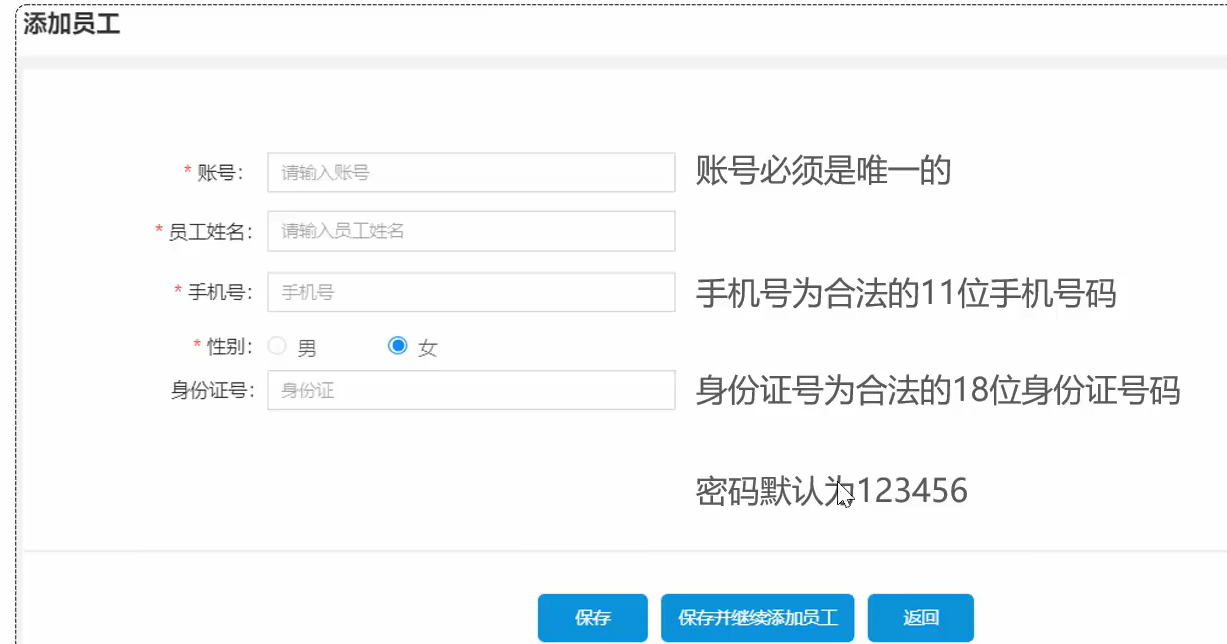 添加员工
* 账号: 请输入账号 账号必须是唯一的
* 员工姓名: 请输入员工姓名
* 手机号: 手机号 手机号为合法的11位手机号码
* 性别: 男 女
身份证号: 身份证 身份证号为合法的18位身份证号码
密码默认为123456
保存 保存并继续添加员工 返回